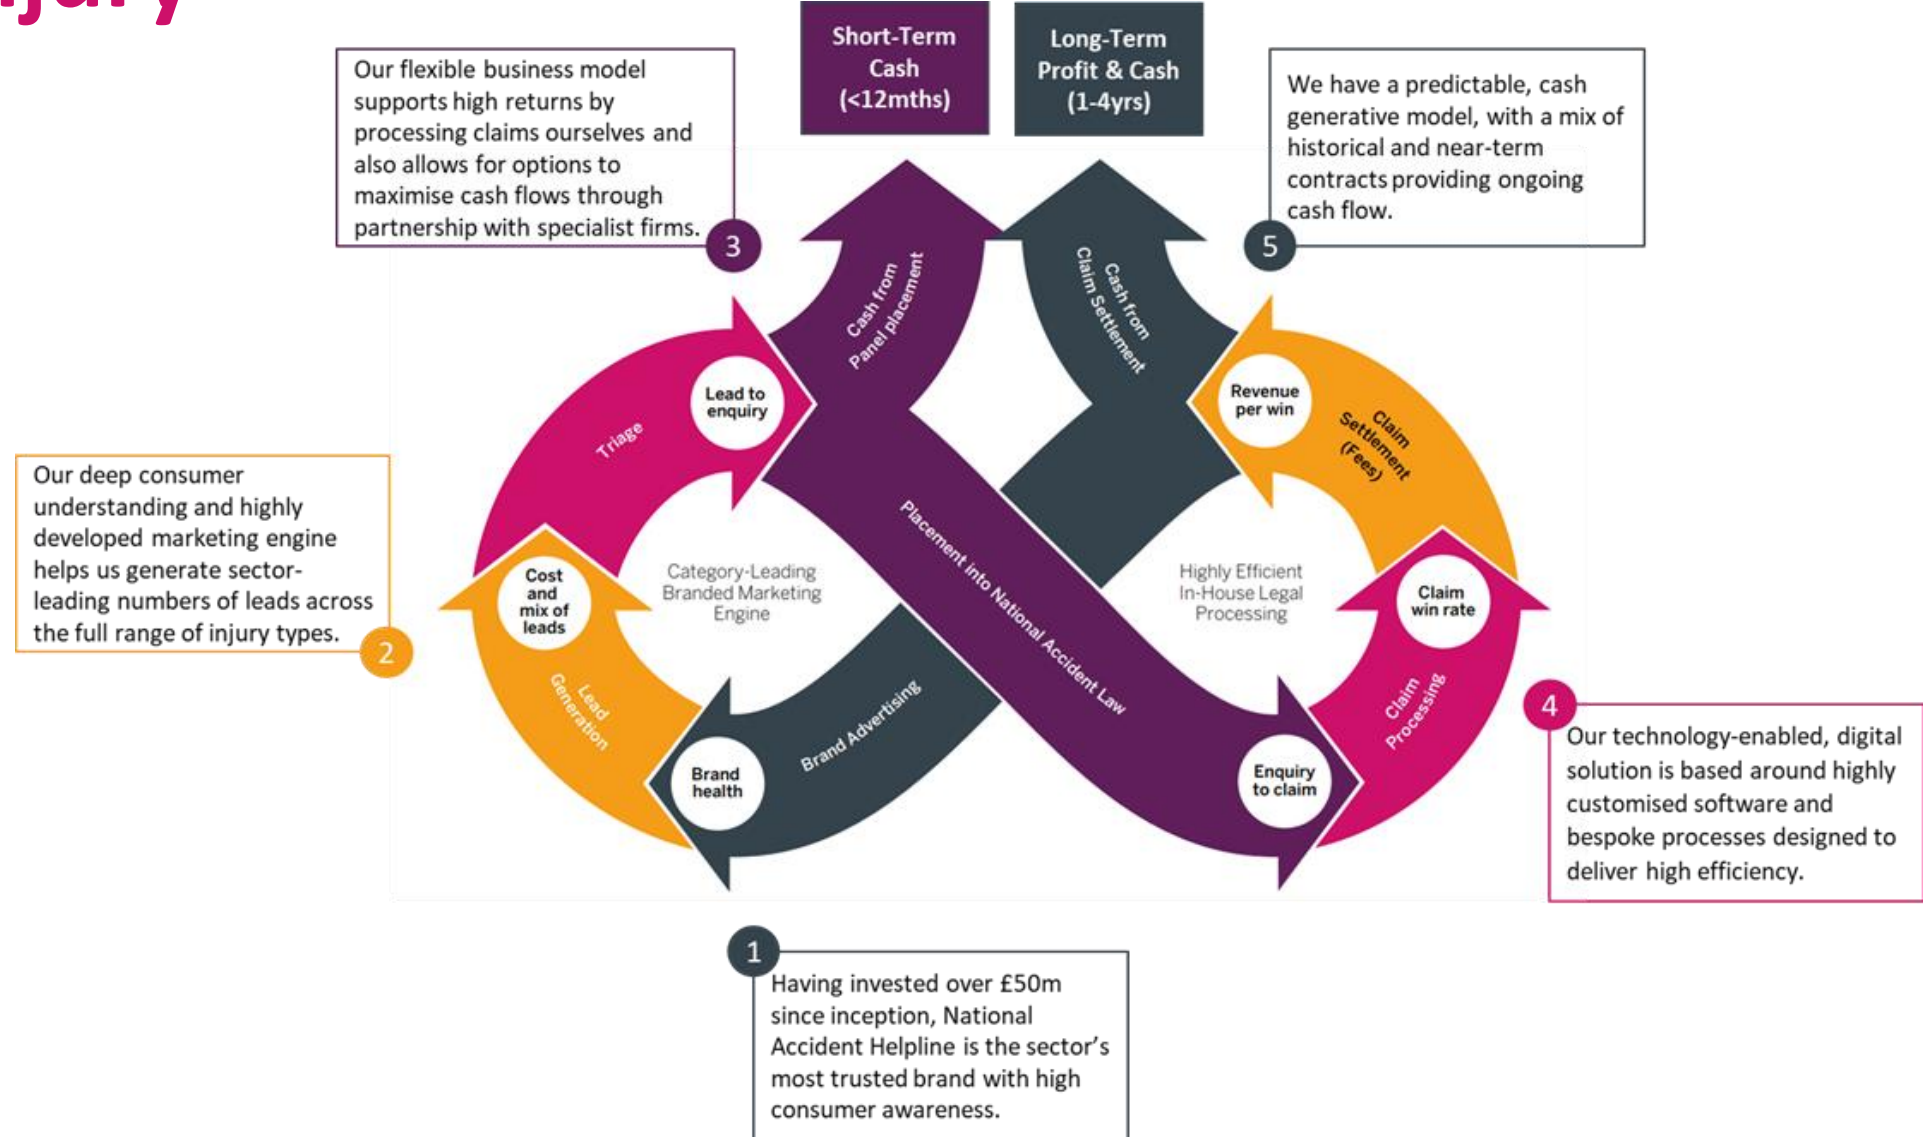 Short-Term
Cash
(<12mths)
Long-Term
Profit & Cash
(1-4yrs)
Our flexible business model
supports high returns by
processing claims ourselves and
also allows for options to
maximise cash flows through
partnership with specialist firms.
3
We have a predictable, cash
generative model, with a mix of
historical and near-term
contracts providing ongoing
cash flow.
5
Cash from
Panel placement
Cash from
Claim Settlement
Lead to
enquiry
Triage
Revenue
per win
Claim
Settlement
(Fees)
Our deep consumer
understanding and highly
developed marketing engine
helps us generate sector-
leading numbers of leads across
the full range of injury types.
2
Cost
and
mix of
leads
Category-Leading
Branded Marketing
Engine
Placement into National Accident Law
Highly Efficient
In-House Legal
Processing
Claim
win rate
Lead
Generation
Brand Advertising
Brand
health
Enquiry
to claim
Claim
Processing
4
Our technology-enabled, digital
solution is based around highly
customised software and
bespoke processes designed to
deliver high efficiency.
1
Having invested over £50m
since inception, National
Accident Helpline is the sector's
most trusted brand with high
consumer awareness.